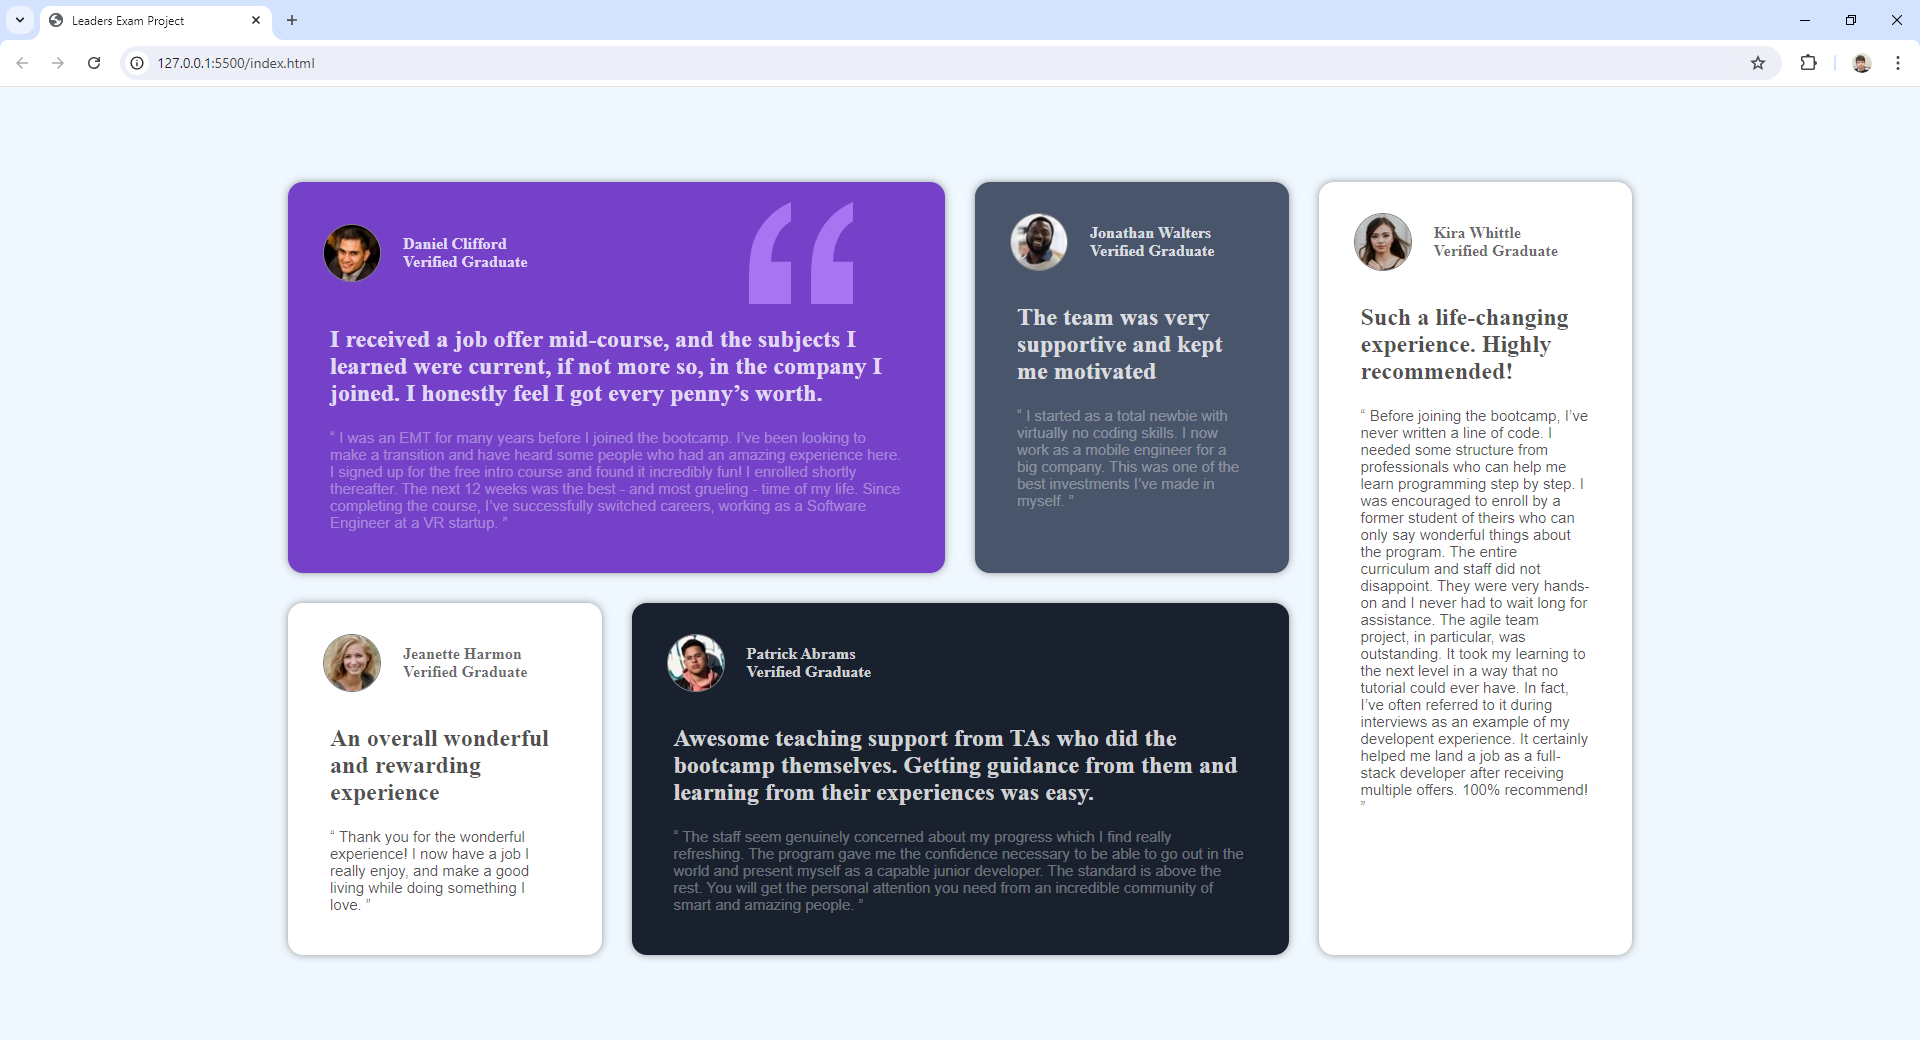 Leaders Exam Project
127.0.0.1:5500/index.html
Daniel Clifford
Verified Graduate
I received a job offer mid-course, and the subjects I
learned were current, if not more so, in the company I
joined. I honestly feel I got every penny’s worth.
“ I was an EMT for many years before I joined the bootcamp. I’ve been looking to
make a transition and have heard some people who had an amazing experience here.
I signed up for the free intro course and found it incredibly fun! I enrolled shortly
thereafter. The next 12 weeks was the best - and most grueling - time of my life. Since
completing the course, I’ve successfully switched careers, working as a Software
Engineer at a VR startup. ”
Jonathan Walters
Verified Graduate
The team was very
supportive and kept
me motivated
“ I started as a total newbie with
virtually no coding skills. I now
work as a mobile engineer for a
big company. This was one of the
best investments I’ve made in
myself. ”
Kira Whittle
Verified Graduate
Such a life-changing
experience. Highly
recommended!
“ Before joining the bootcamp, I’ve
never written a line of code. I
needed some structure from
professionals who can help me
learn programming step by step. I
was encouraged to enroll by a
former student of theirs who can
only say wonderful things about
the program. The entire
curriculum and staff did not
disappoint. They were very hands-
on and I never had to wait long for
assistance. The agile team
project, in particular, was
outstanding. It took my learning to
the next level in a way that no
tutorial could ever have. In fact,
I’ve often referred to it during
interviews as an example of my
developent experience. It certainly
helped me land a job as a full-
stack developer after receiving
multiple offers. 100% recommend!
”
Jeanette Harmon
Verified Graduate
An overall wonderful
and rewarding
experience
“ Thank you for the wonderful
experience! I now have a job I
really enjoy, and make a good
living while doing something I
love. ”
Patrick Abrams
Verified Graduate
Awesome teaching support from TAs who did the
bootcamp themselves. Getting guidance from them and
learning from their experiences was easy.
“ The staff seem genuinely concerned about my progress which I find really
refreshing. The program gave me the confidence necessary to be able to go out in the
world and present myself as a capable junior developer. The standard is above the
rest. You will get the personal attention you need from an incredible community of
smart and amazing people. ”